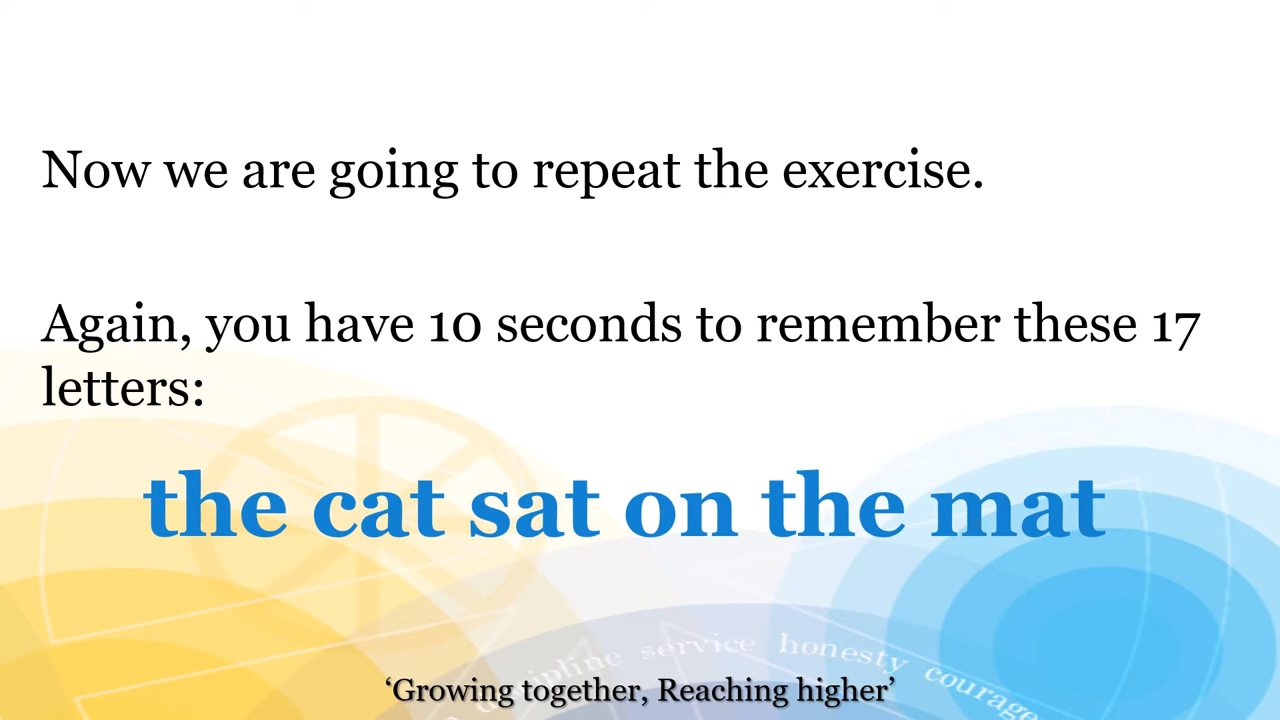 Now we are going to repeat the exercise.
Again, you have 10 seconds to remember these 17
letters:
the cat sat on the mat
service honesty courage
‘Growing together, Reaching higher’